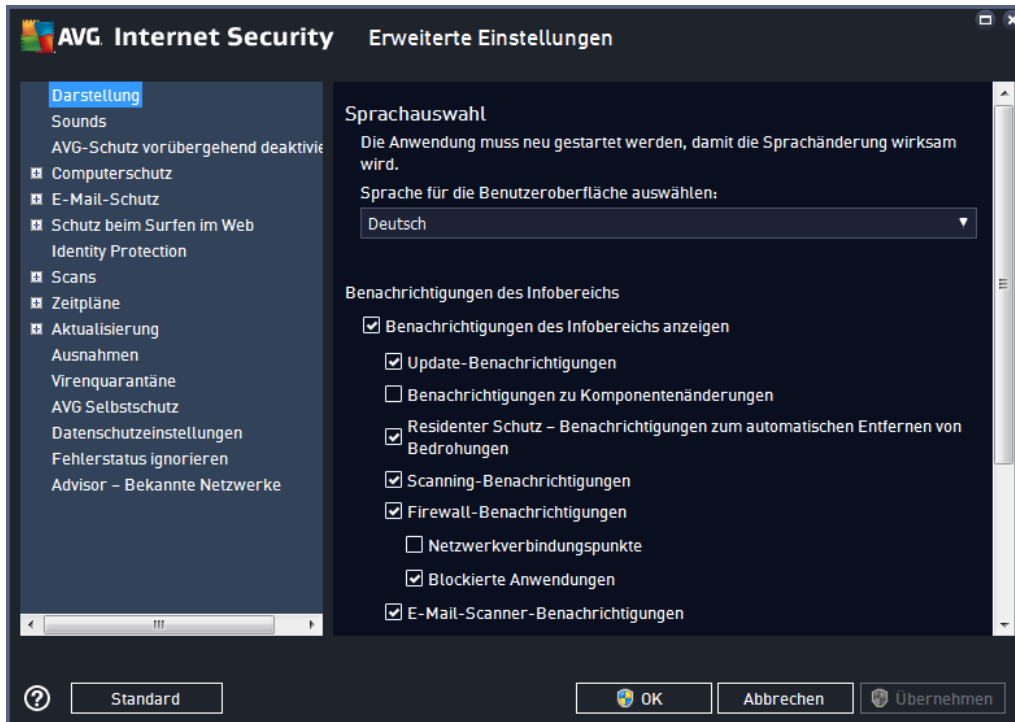 AVG Internet Security Erweiterte Einstellungen
Darstellung
Sounds
AVG-Schutz vorübergehend deaktivie
Computerschutz
E-Mail-Schutz
Schutz beim Surfen im Web
Identity Protection
Scans
Zeitpläne
Aktualisierung
Ausnahmen
Virenquarantäne
AVG Selbstschutz
Datenschutzeinstellungen
Fehlerstatus ignorieren
Advisor – Bekannte Netzwerke
Sprachauswahl
Die Anwendung muss neu gestartet werden, damit die Sprachänderung wirksam
wird.
Sprache für die Benutzeroberfläche auswählen:
Deutsch
Benachrichtigungen des Infobereichs
Benachrichtigungen des Infobereichs anzeigen
Update-Benachrichtigungen
Benachrichtigungen zu Komponentenänderungen
Residenter Schutz – Benachrichtigungen zum automatischen Entfernen von
Bedrohungen
Scanning-Benachrichtigungen
Firewall-Benachrichtigungen
Netzwerkverbindungspunkte
Blockierte Anwendungen
E-Mail-Scanner-Benachrichtigungen
Standard
OK
Abbrechen
Übernehmen